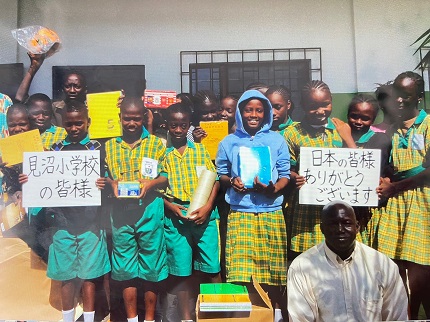 見沼小学校
の皆様
日本の皆様
ありがとう
ございます